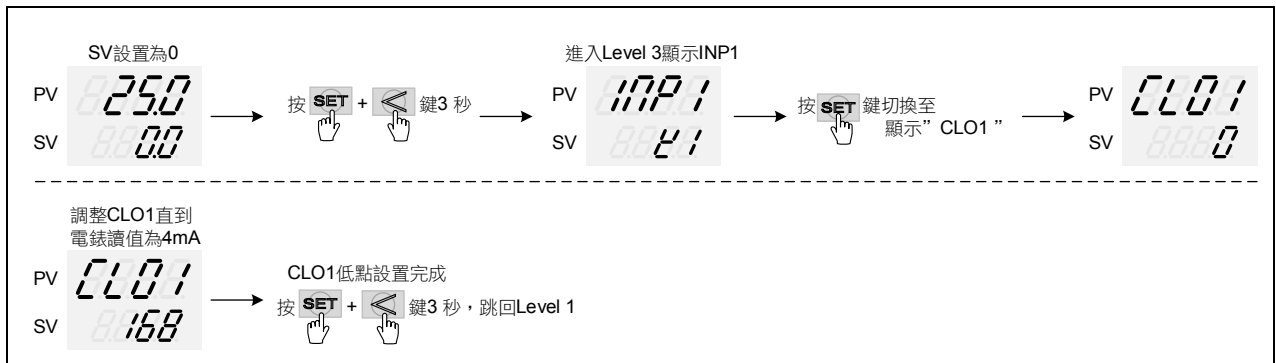 SV設置為0
PV 25.0
SV 0.0
按 SET + < 鍵3 秒
進入Level 3顯示INP1
PV INP1
SV K1
按 SET 鍵切換至
顯示” CLO1 ”
PV CLO1
SV 0
調整CLO1直到
電錶讀值為4mA
PV CLO1
SV 168
CLO1低點設置完成
按 SET + < 鍵3 秒，跳回Level 1